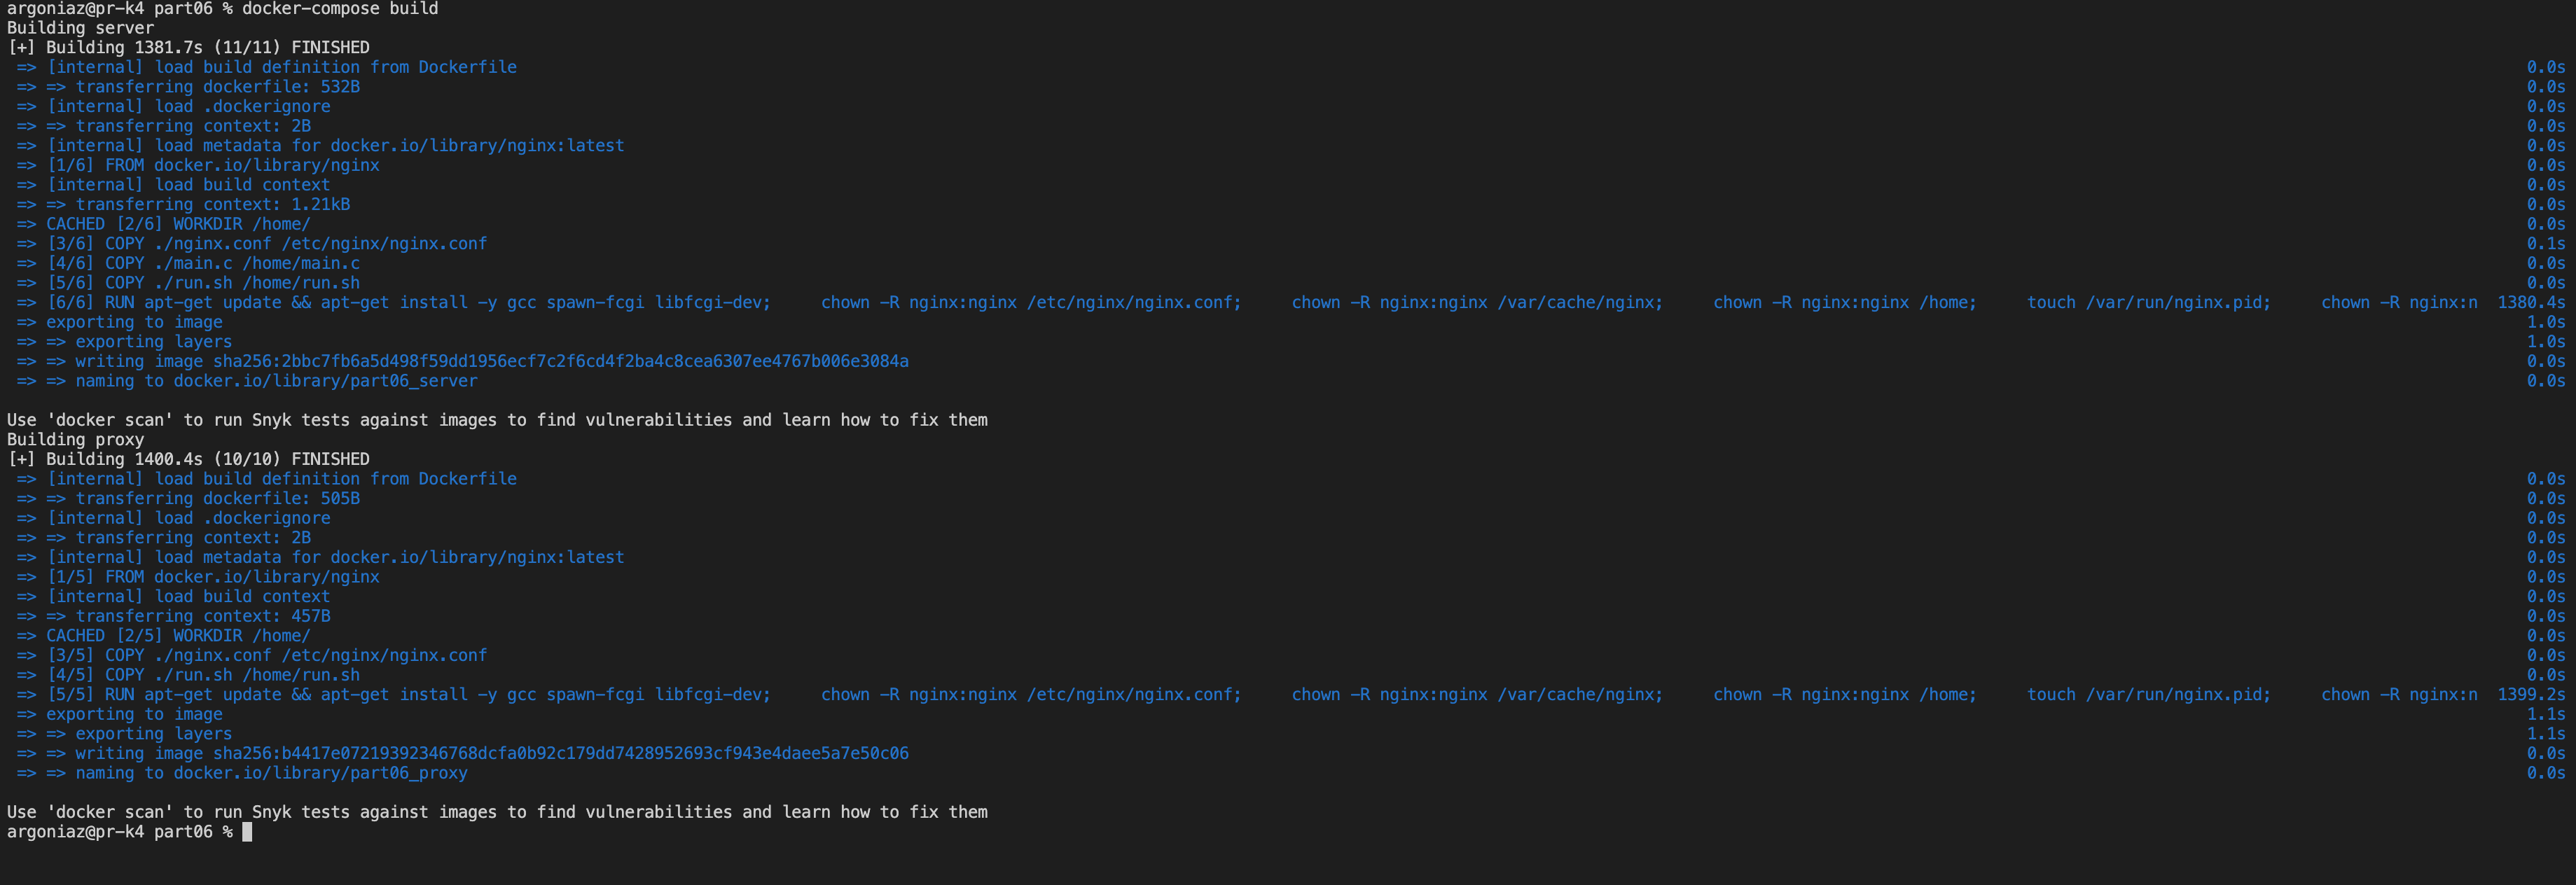 argoniaz@pr-k4 part06 % docker-compose build
Building server
[+] Building 1381.7s (11/11) FINISHED
=> [internal] load build definition from Dockerfile 0.0s
=> => transferring dockerfile: 532B 0.0s
=> [internal] load .dockerignore 0.0s
=> => transferring context: 2B 0.0s
=> [internal] load metadata for docker.io/library/nginx:latest 0.0s
=> [1/6] FROM docker.io/library/nginx 0.0s
=> [internal] load build context 0.0s
=> => transferring context: 1.21kB 0.0s
=> CACHED [2/6] WORKDIR /home/ 0.0s
=> [3/6] COPY ./nginx.conf /etc/nginx/nginx.conf 0.1s
=> [4/6] COPY ./main.c /home/main.c 0.0s
=> [5/6] COPY ./run.sh /home/run.sh 0.0s
=> [6/6] RUN apt-get update && apt-get install -y gcc spawn-fcgi libfcgi-dev; chown -R nginx:nginx /etc/nginx/nginx.conf; chown -R nginx:nginx /var/cache/nginx; chown -R nginx:nginx /home; touch /var/run/nginx.pid; chown -R nginx:n 1380.4s
=> exporting to image 1.0s
=> => exporting layers 1.0s
=> => writing image sha256:2bbc7fb6a5d498f59dd1956ecf7c2f6cd4f2ba4c8cea6307ee4767b006e3084a 0.0s
=> => naming to docker.io/library/part06_server 0.0s
Use 'docker scan' to run Snyk tests against images to find vulnerabilities and learn how to fix them
Building proxy
[+] Building 1400.4s (10/10) FINISHED
=> [internal] load build definition from Dockerfile 0.0s
=> => transferring dockerfile: 505B 0.0s
=> [internal] load .dockerignore 0.0s
=> => transferring context: 2B 0.0s
=> [internal] load metadata for docker.io/library/nginx:latest 0.0s
=> [1/5] FROM docker.io/library/nginx 0.0s
=> [internal] load build context 0.0s
=> => transferring context: 457B 0.0s
=> CACHED [2/5] WORKDIR /home/ 0.0s
=> [3/5] COPY ./nginx.conf /etc/nginx/nginx.conf 0.0s
=> [4/5] COPY ./run.sh /home/run.sh 0.0s
=> [5/5] RUN apt-get update && apt-get install -y gcc spawn-fcgi libfcgi-dev; chown -R nginx:nginx /etc/nginx/nginx.conf; chown -R nginx:nginx /var/cache/nginx; chown -R nginx:nginx /home; touch /var/run/nginx.pid; chown -R nginx:n 1399.2s
=> exporting to image 1.1s
=> => exporting layers 1.1s
=> => writing image sha256:b4417e07219392346768dcfa0b92c179dd7428952693cf943e4daee5a7e50c06 0.0s
=> => naming to docker.io/library/part06_proxy 0.0s
Use 'docker scan' to run Snyk tests against images to find vulnerabilities and learn how to fix them
argoniaz@pr-k4 part06 %